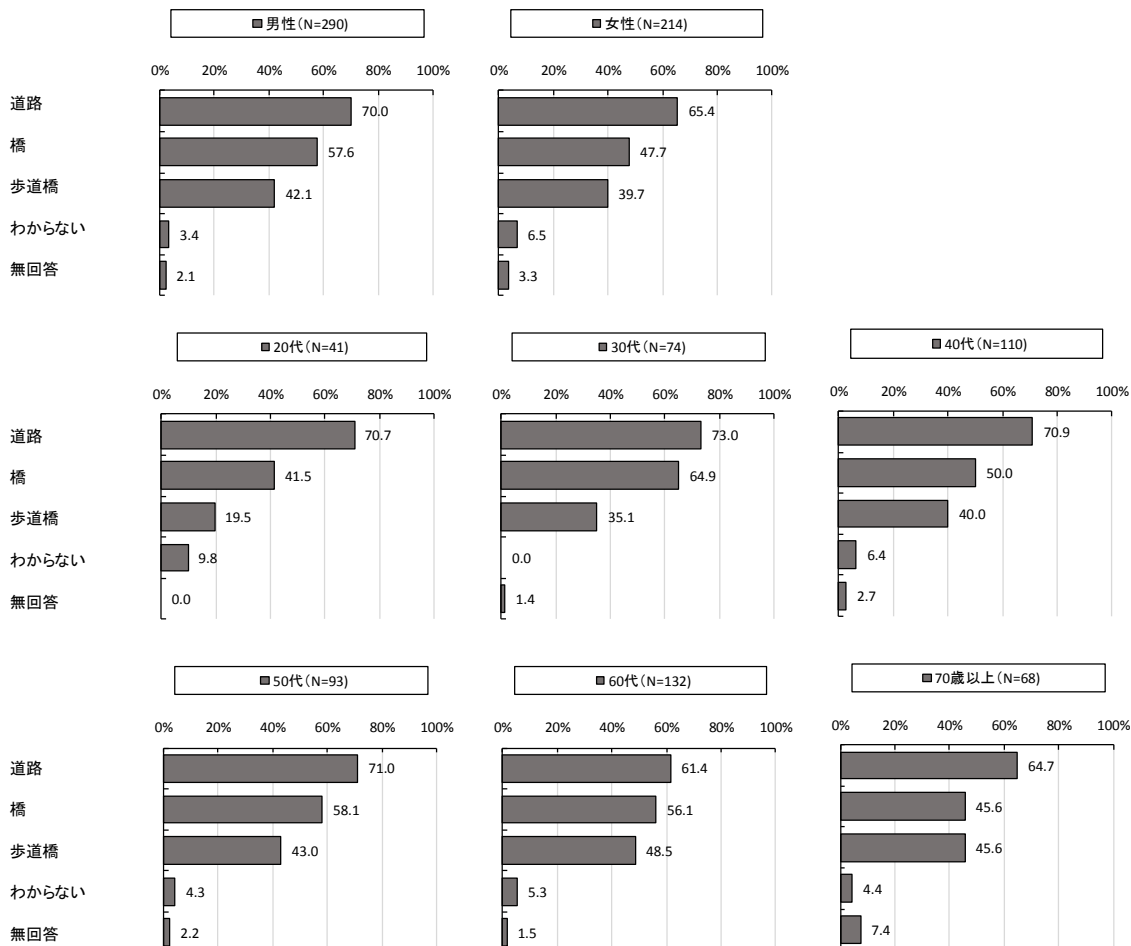 ■男性(N=290)
■女性(N=214)
0% 20% 40% 60% 80% 100%
0% 20% 40% 60% 80% 100%
道路 70.0 65.4
橋 57.6 47.7
歩道橋 42.1 39.7
わからない 3.4 6.5
無回答 2.1 3.3
■20代(N=41)
■30代(N=74)
■40代(N=110)
0% 20% 40% 60% 80% 100%
0% 20% 40% 60% 80% 100%
0% 20% 40% 60% 80% 100%
道路 70.7 73.0 70.9
橋 41.5 64.9 50.0
歩道橋 19.5 35.1 40.0
わからない 9.8 0.0 6.4
無回答 0.0 1.4 2.7
■50代(N=93)
■60代(N=132)
■70歳以上(N=68)
0% 20% 40% 60% 80% 100%
0% 20% 40% 60% 80% 100%
0% 20% 40% 60% 80% 100%
道路 71.0 61.4 64.7
橋 58.1 56.1 45.6
歩道橋 43.0 48.5 45.6
わからない 4.3 5.3 4.4
無回答 2.2 1.5 7.4